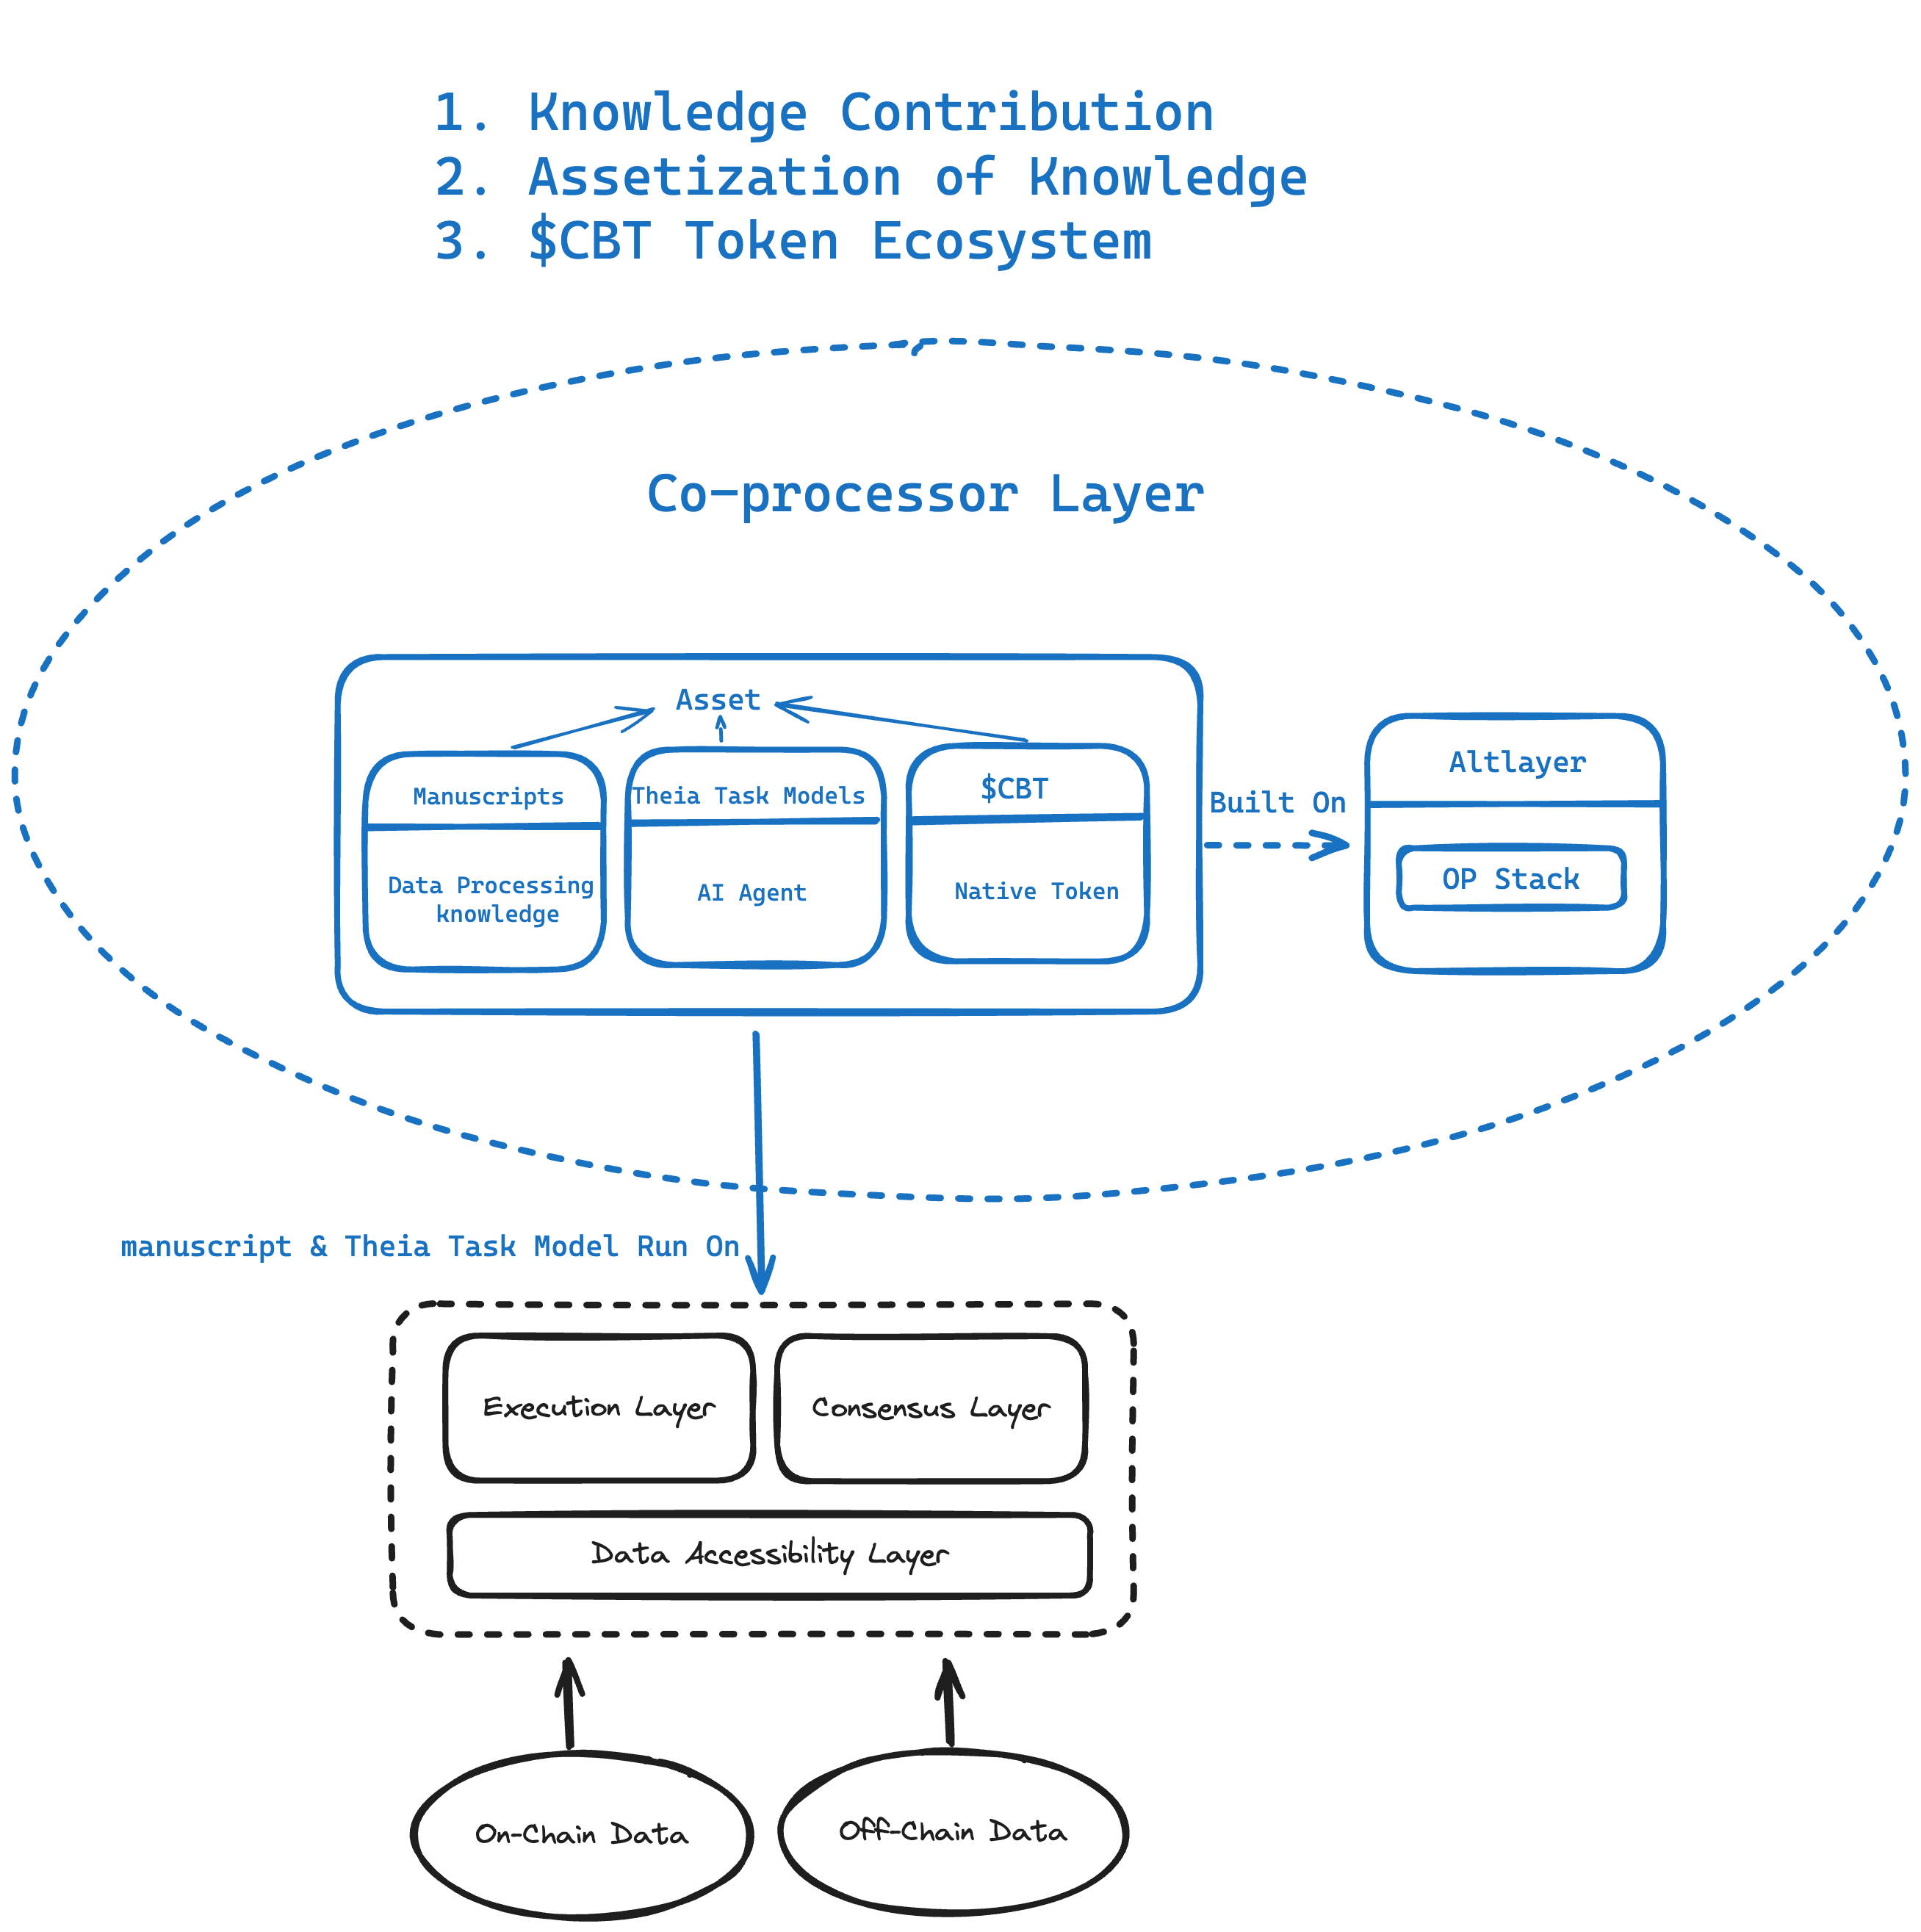 1. Knowledge Contribution
2. Assetization of Knowledge
3. $CBT Token Ecosystem
Co-processor Layer
Asset
Manuscripts
Data Processing
knowledge
Theia Task Models
AI Agent
$CBT
Native Token
Built On
Altlayer
OP Stack
manuscript & Theia Task Model Run On
Execution Layer
Consensus Layer
Data Accessibility Layer
On-Chain Data
Off-Chain Data